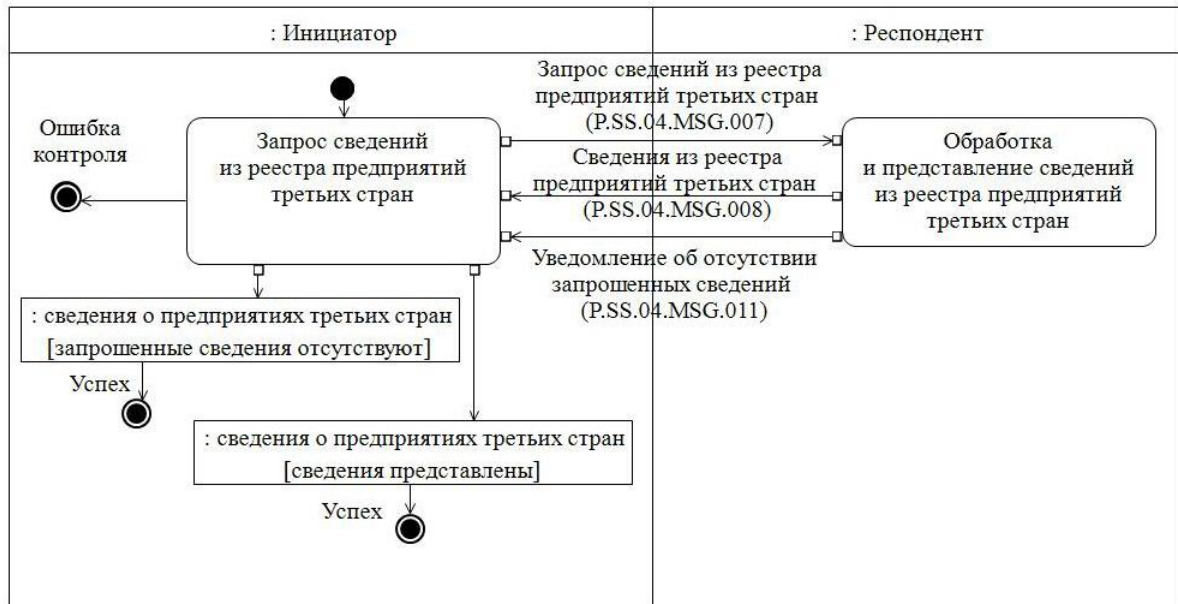 : Инициатор
: Респондент
Запрос сведений из реестра
предприятий третьих стран
(P.SS.04.MSG.007)
Ошибка
контроля
Запрос сведений
из реестра предприятий
третьих стран
Сведения из реестра
предприятий третьих стран
(P.SS.04.MSG.008)
Обработка
и представление сведений
из реестра предприятий
третьих стран
Уведомление об отсутствии
запрошенных сведений
(P.SS.04.MSG.011)
: сведения о предприятиях третьих стран
[запрошенные сведения отсутствуют]
Успех
: сведения о предприятиях третьих стран
[сведения представлены]
Успех